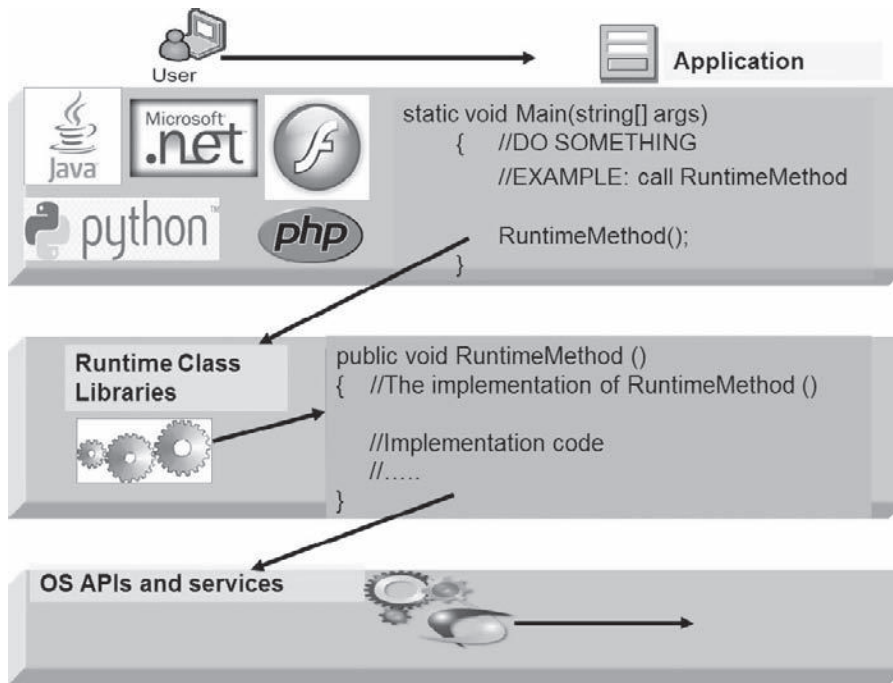 User
Application
Java
Microsoft
.net
python™
php
static void Main(string[] args)
{ //DO SOMETHING
//EXAMPLE: call RuntimeMethod
RuntimeMethod();
}
Runtime Class
Libraries
public void RuntimeMethod ()
{ //The implementation of RuntimeMethod ()
//Implementation code
//.....
}
OS APIs and services